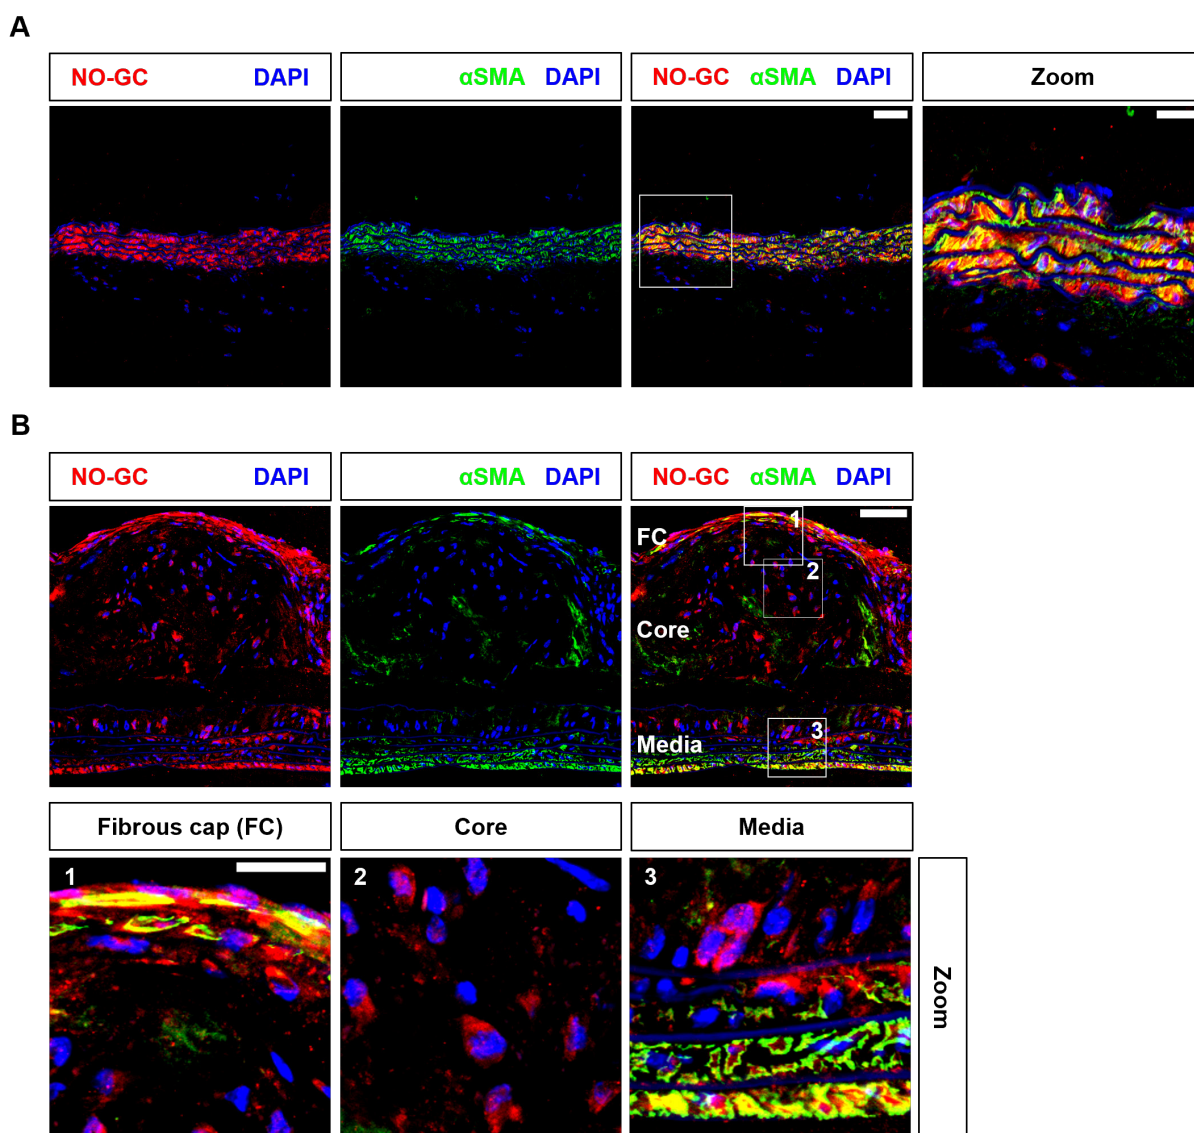 A
NO-GC DAPI
αSMA DAPI
NO-GC αSMA DAPI
Zoom
B
NO-GC DAPI
αSMA DAPI
NO-GC αSMA DAPI
FC
1
2
Core
3
Media
Fibrous cap (FC)
Core
Media
1
2
3
Zoom